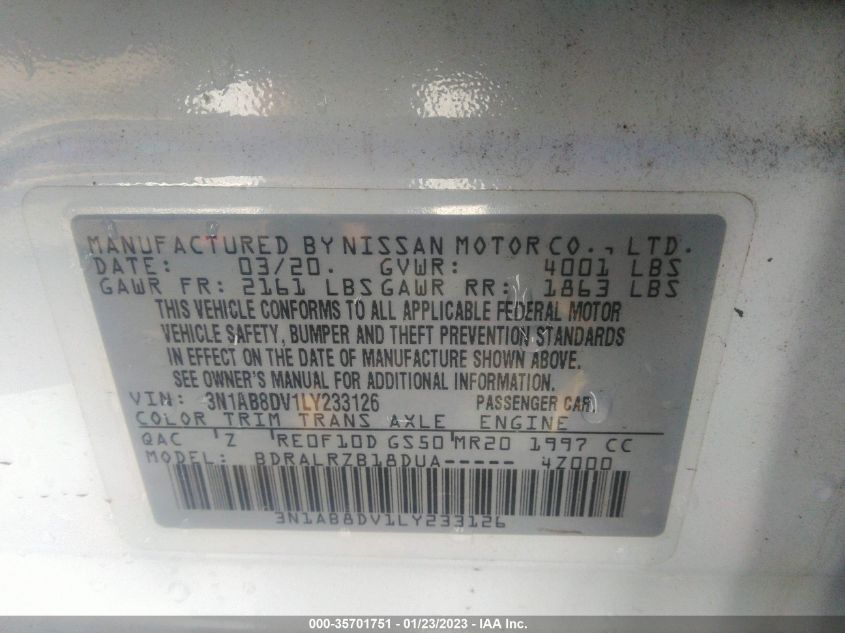 MANUFACTURED BY NISSAN MOTOR CO., LTD.
DATE: 03/20. GVWR: 4001 LBS
GAWR FR: 2161 LBS GAWR RR: 1863 LBS
THIS VEHICLE CONFORMS TO ALL APPLICABLE FEDERAL MOTOR
VEHICLE SAFETY, BUMPER AND THEFT PREVENTION STANDARDS
IN EFFECT ON THE DATE OF MANUFACTURE SHOWN ABOVE.
SEE OWNER'S MANUAL FOR ADDITIONAL INFORMATION.
VIN: 3N1AB8DV1LY233126 PASSENGER CAR
COLOR TRIM TRANS AXLE ENGINE
QAC 'Z 'RE0F10D GS50 MR20 1997 CC
MODEL: BDRALRZB18DUA----- 4Z000
3N1AB8DV1LY233126
000-35701751 - 01/23/2023 - IAA Inc.